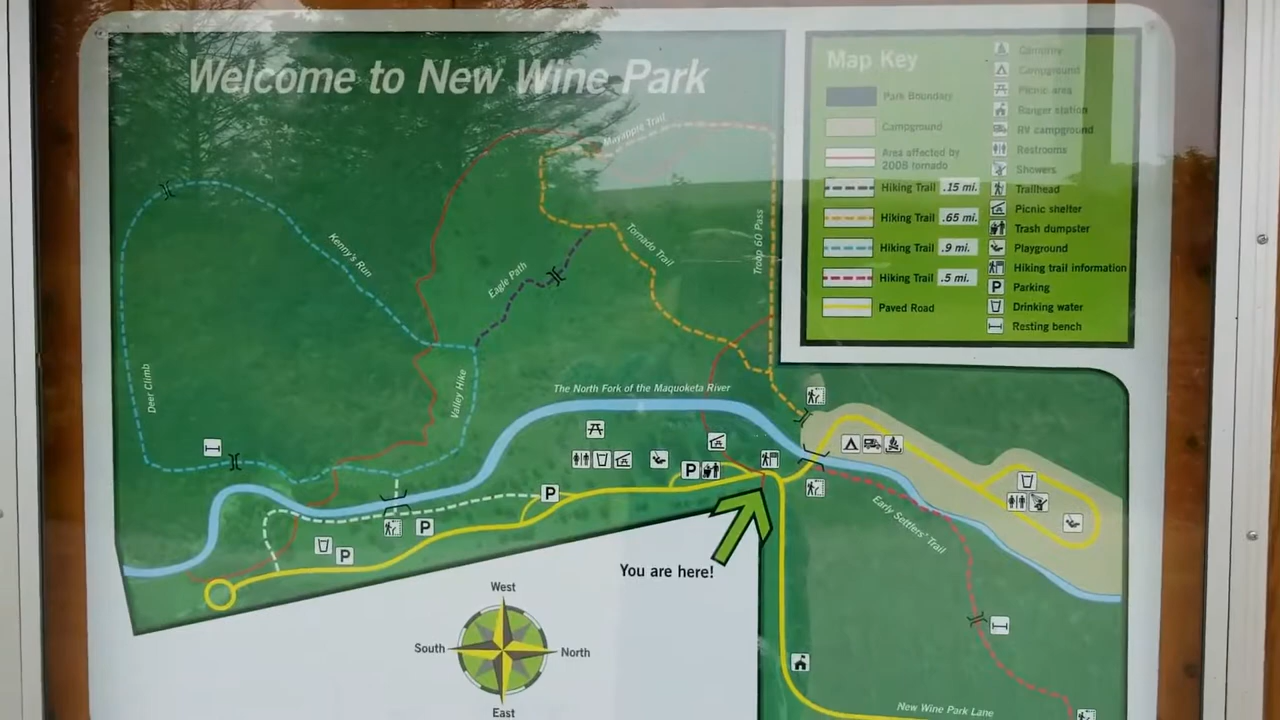 Welcome to New Wine Park
Map Key
Park Boundary
Campground
Area affected by
2008 tornado
Hiking Trail .15 mi.
Hiking Trail .65 mi.
Hiking Trail .9 mi.
Hiking Trail .5 mi.
Paved Road
Campfire
Campground
Picnic area
Ranger station
RV campground
Restrooms
Showers
Trailhead
Picnic shelter
Trash dumpster
Playground
Hiking trail information
P Parking
Drinking water
Resting bench
Mayapple Trail
Kenny's Run
Eagle Path
Tornado Trail
Troop 60 Pass
Deer Climb
Valley Hike
The North Fork of the Maquoketa River
P
P
P
P
Early Settlers' Trail
You are here!
West
South
North
East
New Wine Park Lane